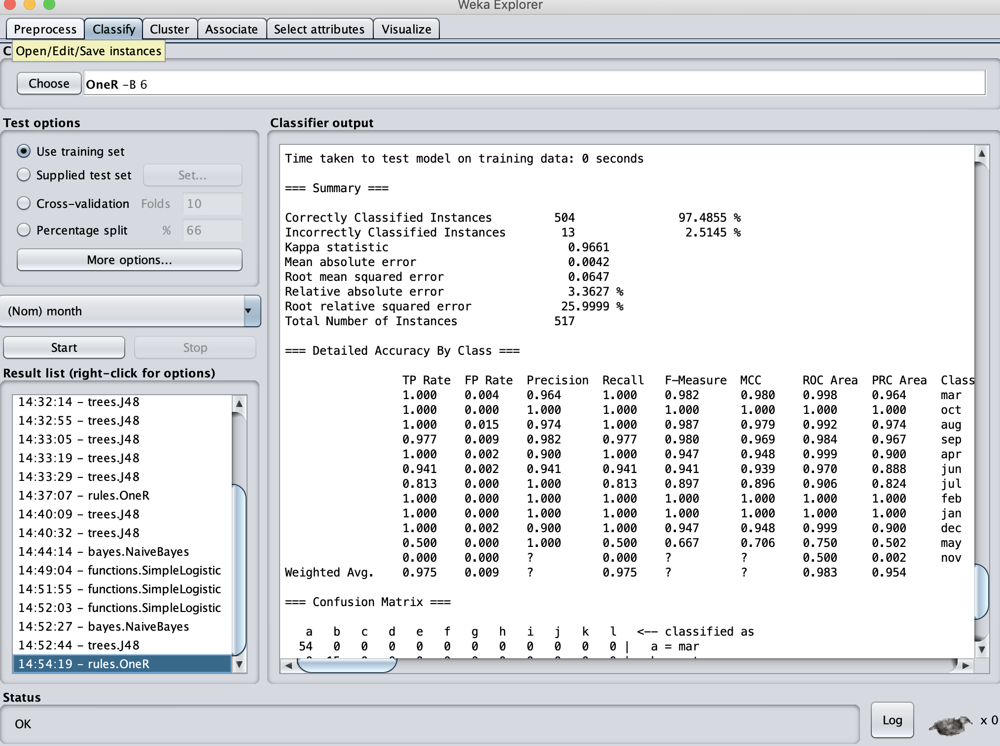 Weka Explorer
Preprocess Classify Cluster Associate Select attributes Visualize
C
Open/Edit/Save instances
Choose OneR -B 6
Test options
Use training set
Supplied test set Set...
Cross-validation Folds 10
Percentage split % 66
More options...
(Nom) month
Start Stop
Result list (right-click for options)
14:32:14 - trees.J48
14:32:55 - trees.J48
14:33:05 - trees.J48
14:33:19 - trees.J48
14:33:29 - trees.J48
14:37:07 - rules.OneR
14:40:09 - trees.J48
14:40:32 - trees.J48
14:44:14 - bayes.NaiveBayes
14:49:04 - functions.SimpleLogistic
14:51:55 - functions.SimpleLogistic
14:52:03 - functions.SimpleLogistic
14:52:27 - bayes.NaiveBayes
14:52:44 - trees.J48
14:54:19 - rules.OneR
Classifier output
Time taken to test model on training data: 0 seconds
=== Summary ===
Correctly Classified Instances 504 97.4855 %
Incorrectly Classified Instances 13 2.5145 %
Kappa statistic 0.9661
Mean absolute error 0.0042
Root mean squared error 0.0647
Relative absolute error 3.3627 %
Root relative squared error 25.9999 %
Total Number of Instances 517
=== Detailed Accuracy By Class ===
TP Rate FP Rate Precision Recall F-Measure MCC ROC Area PRC Area Class
1.000 0.004 0.964 1.000 0.982 0.980 0.998 0.964 mar
1.000 0.000 1.000 1.000 1.000 1.000 1.000 1.000 oct
1.000 0.015 0.974 1.000 0.987 0.979 0.992 0.974 aug
0.977 0.009 0.982 0.977 0.980 0.969 0.984 0.967 sep
1.000 0.002 0.900 1.000 0.947 0.948 0.999 0.900 apr
0.941 0.002 0.941 0.941 0.941 0.939 0.970 0.888 jun
0.813 0.000 1.000 0.813 0.897 0.896 0.906 0.824 jul
1.000 0.000 1.000 1.000 1.000 1.000 1.000 1.000 feb
1.000 0.000 1.000 1.000 1.000 1.000 1.000 1.000 jan
1.000 0.002 0.900 1.000 0.947 0.948 0.999 0.900 dec
0.500 0.000 1.000 0.500 0.667 0.706 0.750 0.502 may
0.000 0.000 ? 0.000 ? ? 0.500 0.002 nov
Weighted Avg. 0.975 0.009 ? 0.975 ? ? 0.983 0.954
=== Confusion Matrix ===
a b c d e f g h i j k l <-- classified as
54 0 0 0 0 0 0 0 0 0 0 0 | a = mar
Status
OK
Log
x 0